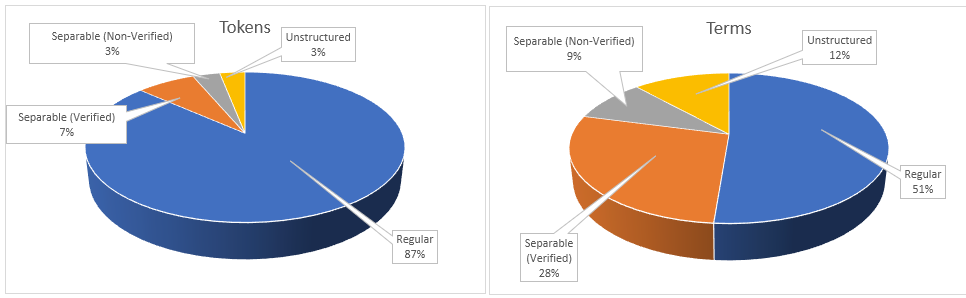 Tokens
Separable (Non-Verified)
3%
Unstructured
3%
Separable (Verified)
7%
Regular
87%
Terms
Separable (Non-Verified)
9%
Unstructured
12%
Regular
51%
Separable
(Verified)
28%